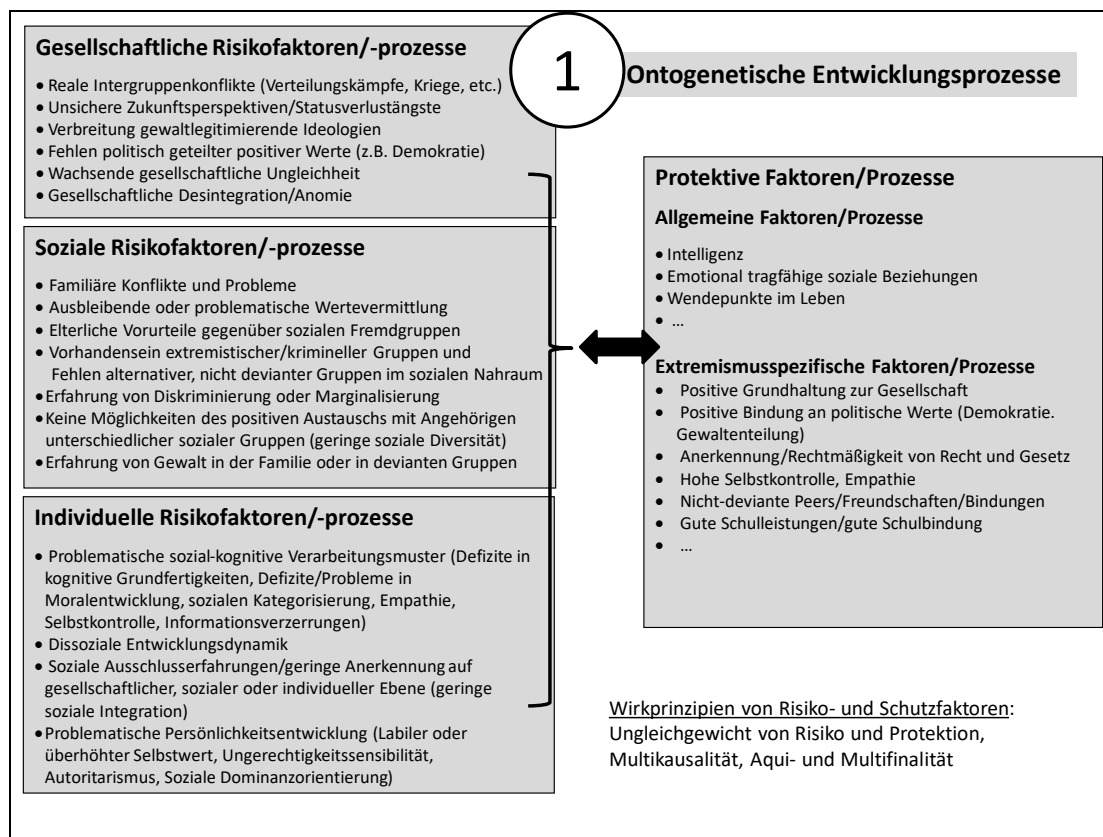 Gesellschaftliche Risikofaktoren/-prozesse
• Reale Intergruppenkonflikte (Verteilungskämpfe, Kriege, etc.)
• Unsichere Zukunftsperspektiven/Statusverlustängste
• Verbreitung gewaltlegitimierende Ideologien
• Fehlen politisch geteilter positiver Werte (z.B. Demokratie)
• Wachsende gesellschaftliche Ungleichheit
• Gesellschaftliche Desintegration/Anomie
Soziale Risikofaktoren/-prozesse
• Familiäre Konflikte und Probleme
• Ausbleibende oder problematische Wertevermittlung
• Elterliche Vorurteile gegenüber sozialen Fremdgruppen
• Vorhandensein extremistischer/krimineller Gruppen und
Fehlen alternativer, nicht devianter Gruppen im sozialen Nahraum
• Erfahrung von Diskriminierung oder Marginalisierung
• Keine Möglichkeiten des positiven Austauschs mit Angehörigen
unterschiedlicher sozialer Gruppen (geringe soziale Diversität)
• Erfahrung von Gewalt in der Familie oder in devianten Gruppen
Individuelle Risikofaktoren/-prozesse
• Problematische sozial-kognitive Verarbeitungsmuster (Defizite in
kognitive Grundfertigkeiten, Defizite/Probleme in
Moralentwicklung, sozialen Kategorisierung, Empathie,
Selbstkontrolle, Informationsverzerrungen)
• Dissoziale Entwicklungsdynamik
• Soziale Ausschlusserfahrungen/geringe Anerkennung auf
gesellschaftlicher, sozialer oder individueller Ebene (geringe
soziale Integration)
• Problematische Persönlichkeitsentwicklung (Labiler oder
überhöhter Selbstwert, Ungerechtigkeitssensibilität,
Autoritarismus, Soziale Dominanzorientierung)
1
Ontogenetische Entwicklungsprozesse
Protektive Faktoren/Prozesse
Allgemeine Faktoren/Prozesse
• Intelligenz
• Emotional tragfähige soziale Beziehungen
• Wendepunkte im Leben
• ...
Extremismusspezifische Faktoren/Prozesse
• Positive Grundhaltung zur Gesellschaft
• Positive Bindung an politische Werte (Demokratie.
Gewaltenteilung)
• Anerkennung/Rechtmäßigkeit von Recht und Gesetz
• Hohe Selbstkontrolle, Empathie
• Nicht-deviante Peers/Freundschaften/Bindungen
• Gute Schulleistungen/gute Schulbindung
• ...
Wirkprinzipien von Risiko- und Schutzfaktoren:
Ungleichgewicht von Risiko und Protektion,
Multikausalität, Aqui- und Multifinalität